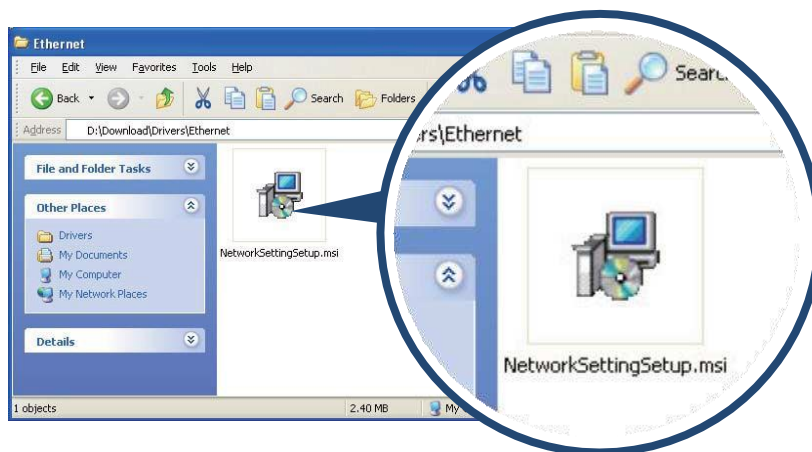 Ethernet
File Edit View Favorites Tools Help
Back Search Folders
Address D:\Download\Drivers\Ethernet
File and Folder Tasks
Other Places
Drivers
My Documents
My Computer
My Network Places
Details
NetworkSettingSetup.msi
1 objects 2.40 MB My
Search
rs\Ethernet
NetworkSettingSetup.msi